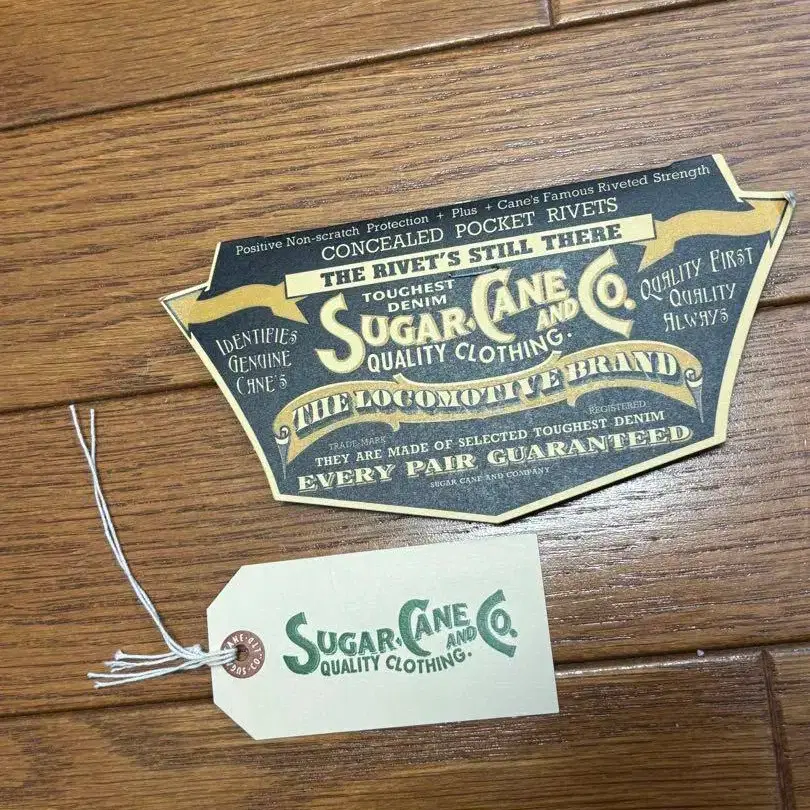 Positive Non-scratch Protection + Plus + Cane's Famous Riveted Strength
CONCEALED POCKET RIVETS
THE RIVET'S STILL THERE
IDENTIFIES
GENUINE
CANE'S
TOUGHEST
DENIM
SUGAR CANE AND CO.
QUALITY CLOTHING.
QUALITY FIRST
QUALITY
ALWAYS
THE LOCOMOTIVE BRAND
TRADE-MARK
REGISTERED
THEY ARE MADE OF SELECTED TOUGHEST DENIM
EVERY PAIR GUARANTEED
SUGAR CANE AND COMPANY
SUGAR CANE AND CO.
QUALITY CLOTHING.